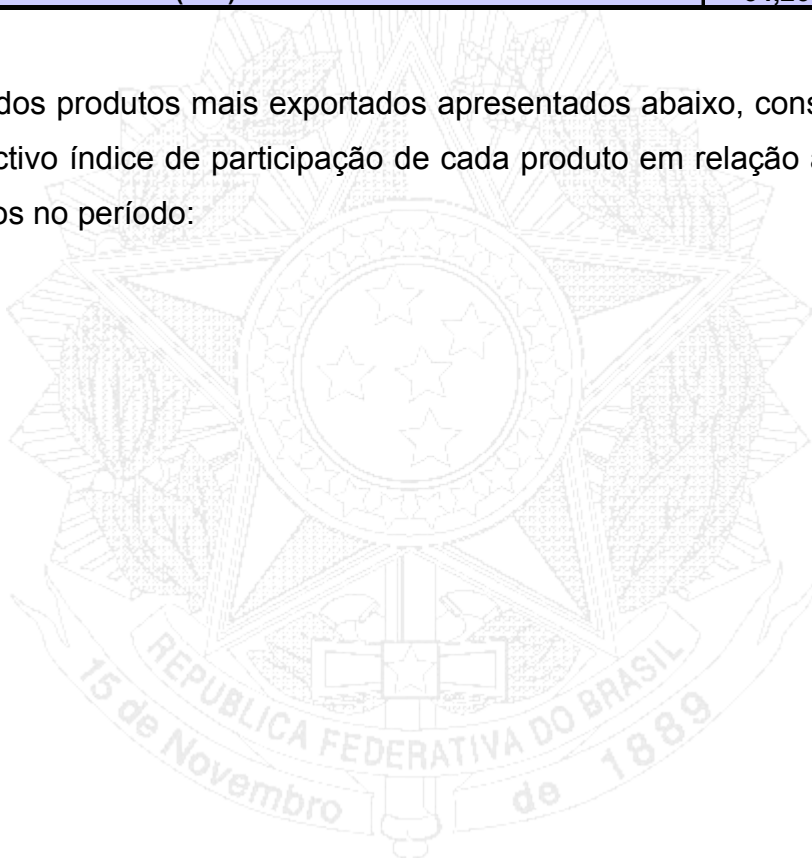 dos produtos mais exportados apresentados abaixo, cons
ctivo índice de participação de cada produto em relação a
os no período:
REPUBLICA FEDERATIVA DO BRASIL
15 de Novembro de 1889